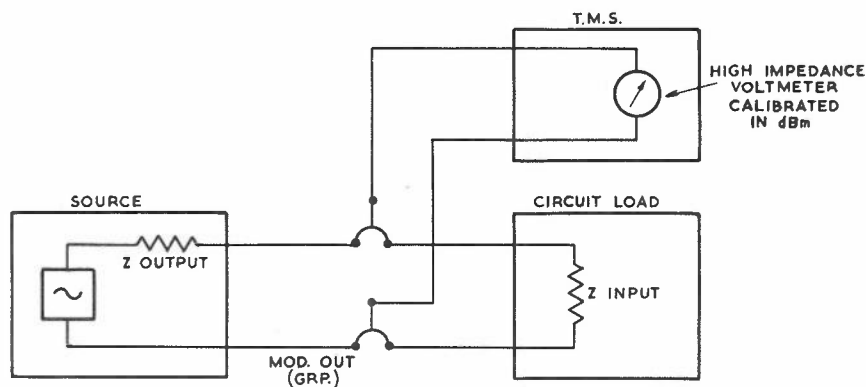 T.M.S.
HIGH IMPEDANCE
VOLTMETER
CALIBRATED
IN dBm
SOURCE
CIRCUIT LOAD
Z OUTPUT
Z INPUT
MOD. OUT
(GRP.)